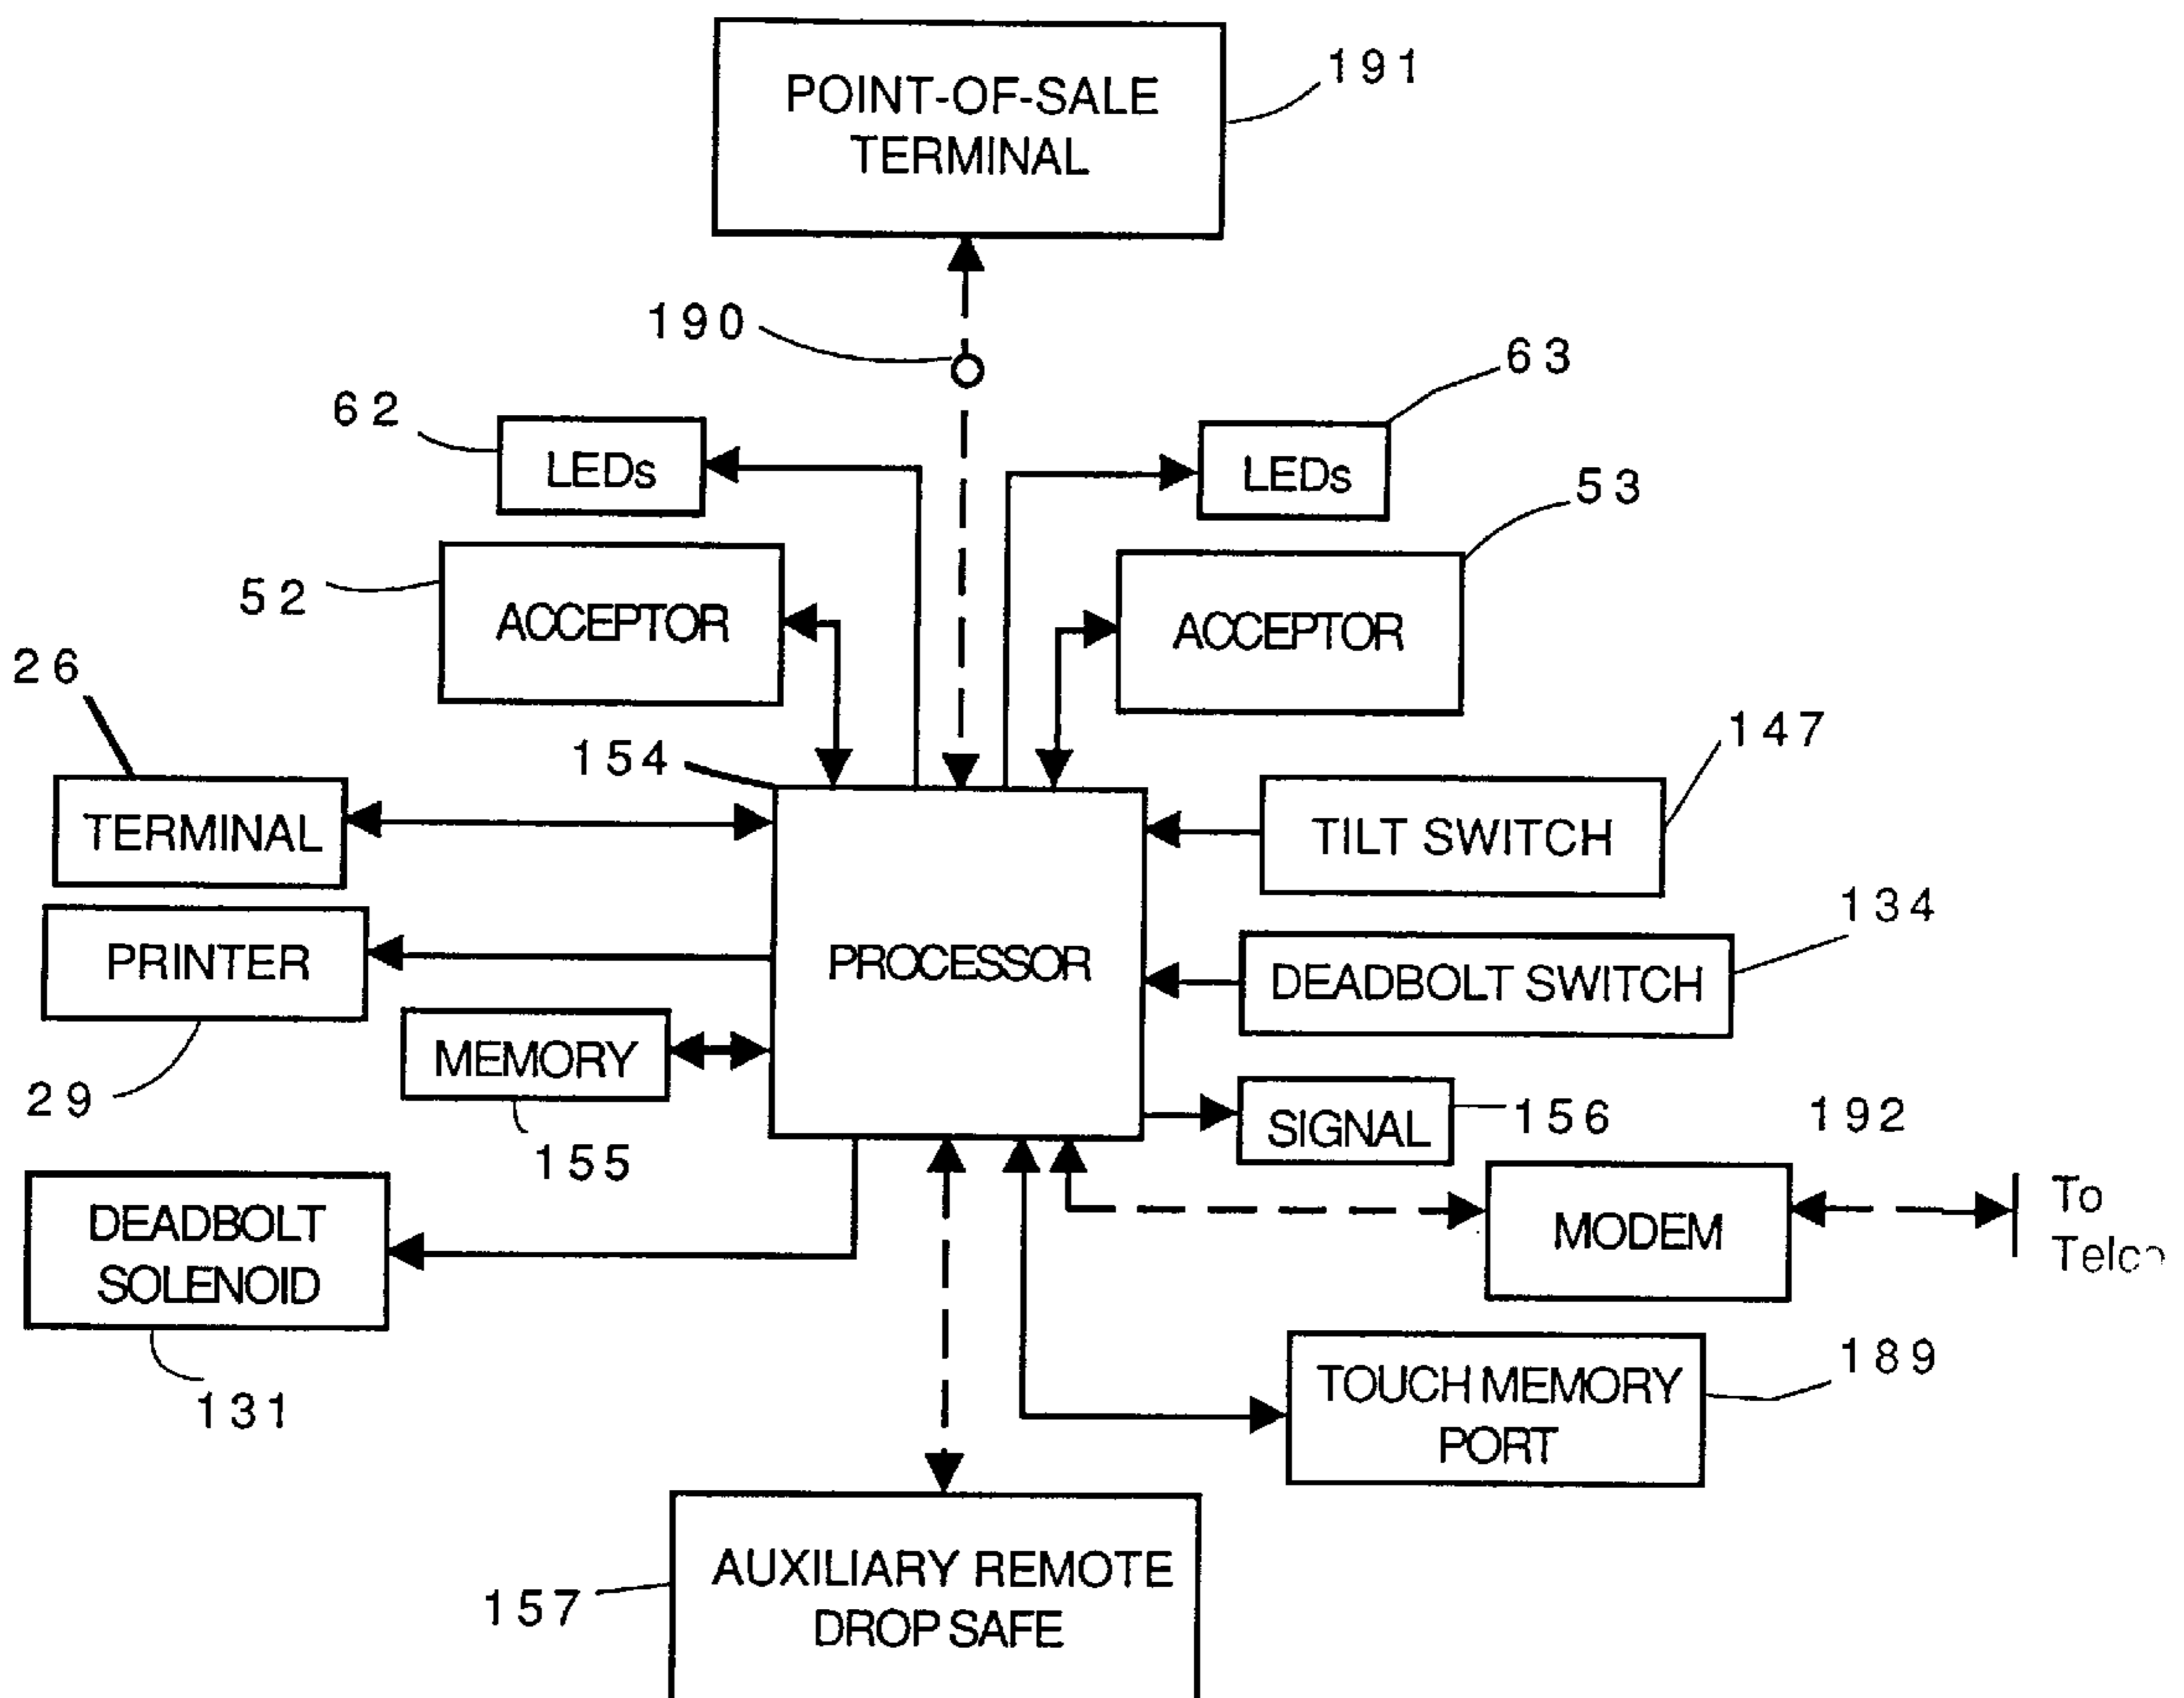 POINT-OF-SALE
TERMINAL
191
190
62
LEDs
63
LEDs
52
ACCEPTOR
53
ACCEPTOR
26
TERMINAL
154
147
TILT SWITCH
PRINTER
29
PROCESSOR
134
DEADBOLT SWITCH
MEMORY
155
SIGNAL
156
192
DEADBOLT
SOLENOID
131
MODEM
To
Telco
TOUCH MEMORY
PORT
189
157
AUXILIARY REMOTE
DROP SAFE